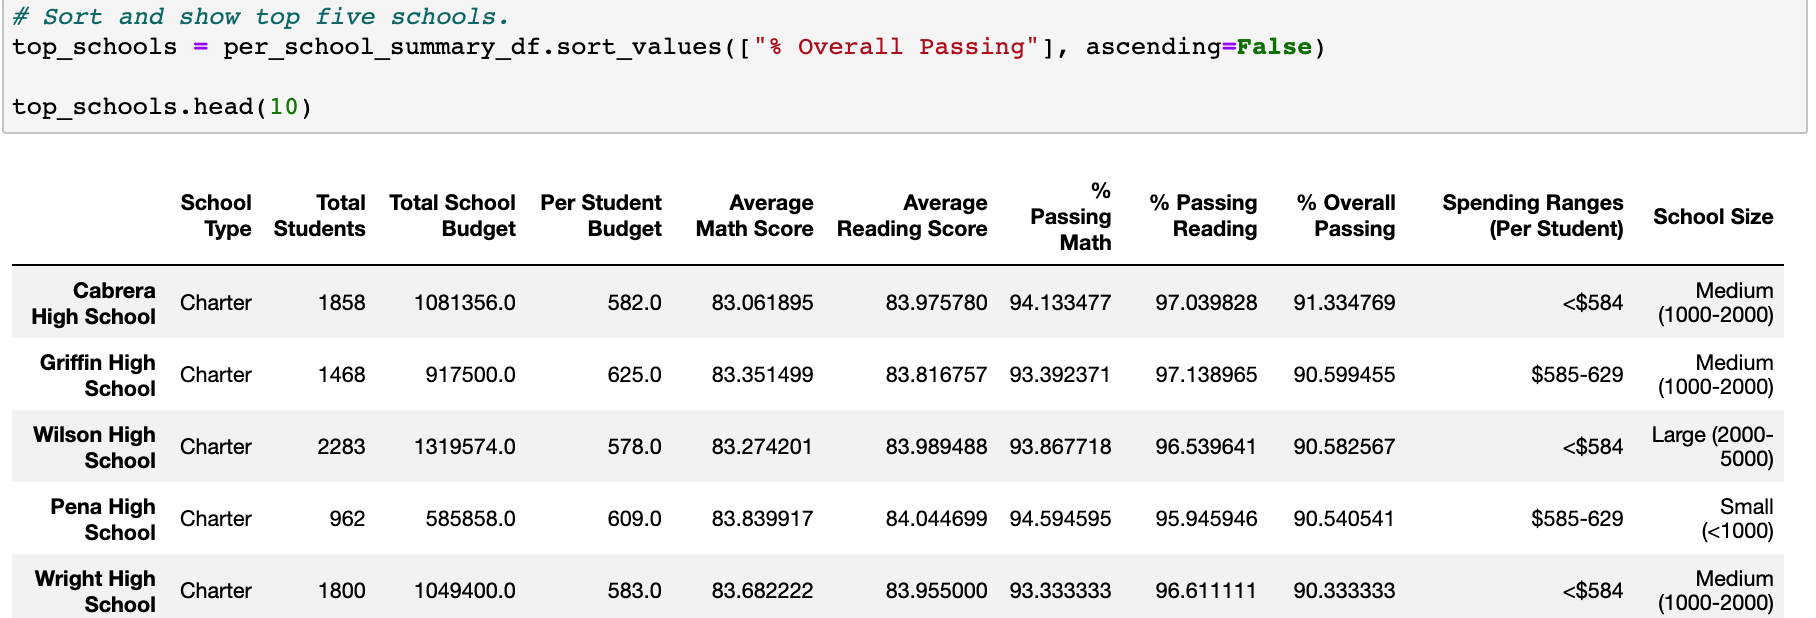 # Sort and show top five schools.
top_schools = per_school_summary_df.sort_values(["% Overall Passing"], ascending=False)
top_schools.head(10)
School Type Total Students Total School Budget Per Student Budget Average Math Score Average Reading Score % Passing Math % Passing Reading % Overall Passing Spending Ranges (Per Student) School Size
Cabrera High School Charter 1858 1081356.0 582.0 83.061895 83.975780 94.133477 97.039828 91.334769 <$584 Medium (1000-2000)
Griffin High School Charter 1468 917500.0 625.0 83.351499 83.816757 93.392371 97.138965 90.599455 $585-629 Medium (1000-2000)
Wilson High School Charter 2283 1319574.0 578.0 83.274201 83.989488 93.867718 96.539641 90.582567 <$584 Large (2000-5000)
Pena High School Charter 962 585858.0 609.0 83.839917 84.044699 94.594595 95.945946 90.540541 $585-629 Small (<1000)
Wright High School Charter 1800 1049400.0 583.0 83.682222 83.955000 93.333333 96.611111 90.333333 <$584 Medium (1000-2000)